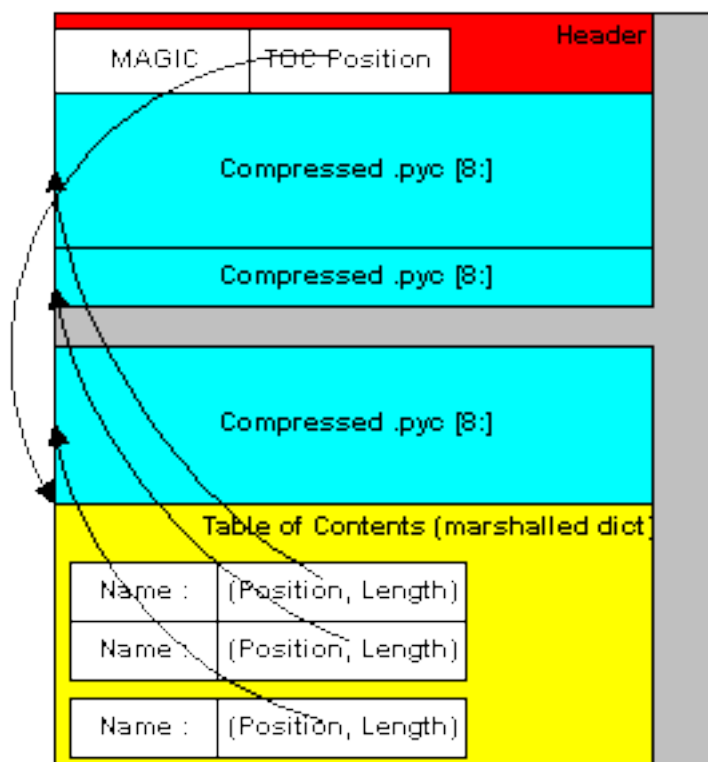 Header
MAGIC TOC Position
Compressed .pyc [8:]
Compressed .pyc [8:]
Compressed .pyc [8:]
Table of Contents (marshalled dict)
Name : (Position, Length)
Name : (Position, Length)
Name : (Position, Length)